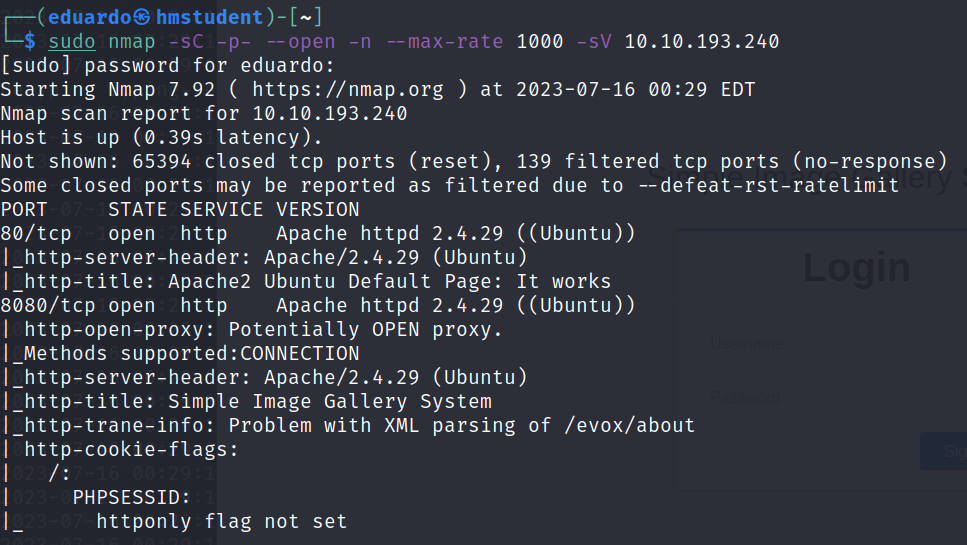 ┌──(eduardo㉿hmstudent)-[~]
└─$ sudo nmap -sC -p- --open -n --max-rate 1000 -sV 10.10.193.240
[sudo] password for eduardo:
Starting Nmap 7.92 ( https://nmap.org ) at 2023-07-16 00:29 EDT
Nmap scan report for 10.10.193.240
Host is up (0.39s latency).
Not shown: 65394 closed tcp ports (reset), 139 filtered tcp ports (no-response)
Some closed ports may be reported as filtered due to --defeat-rst-ratelimit
PORT     STATE SERVICE VERSION
80/tcp   open  http    Apache httpd 2.4.29 ((Ubuntu))
|_http-server-header: Apache/2.4.29 (Ubuntu)
|_http-title: Apache2 Ubuntu Default Page: It works
8080/tcp open  http    Apache httpd 2.4.29 ((Ubuntu))
| http-open-proxy: Potentially OPEN proxy.
|_Methods supported:CONNECTION
|_http-server-header: Apache/2.4.29 (Ubuntu)
|_http-title: Simple Image Gallery System
|_http-trane-info: Problem with XML parsing of /evox/about
| http-cookie-flags:
|   /:
|     PHPSESSID:
|_      httponly flag not set
Simple Image Gallery
Login
Username
Password